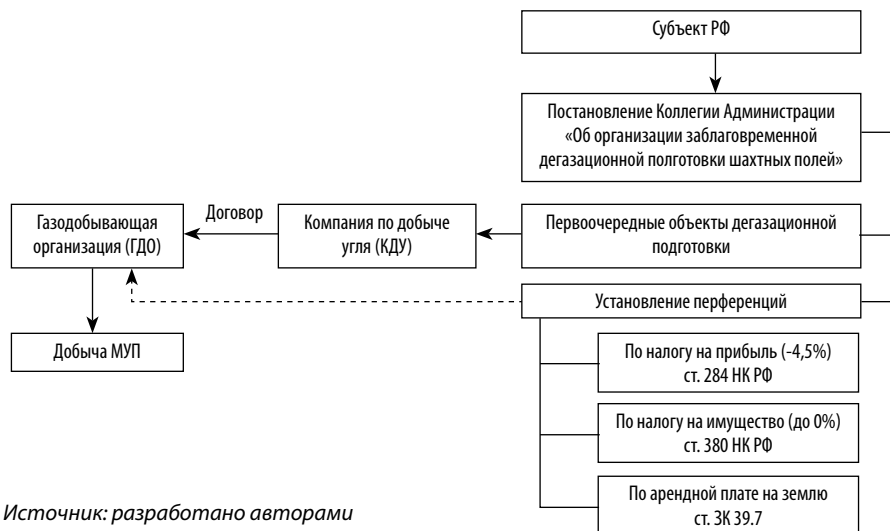 Субъект РФ
Постановление Коллегии Администрации
«Об организации заблаговременной
дегазационной полготовки шахтных полей»
Газодобывающая
организация (ГДО)
Договор
Компания по добыче
угля (КДУ)
Первоочередные объекты дегазационной
подготовки
Установление перференций
Добыча МУП
По налогу на прибыль (-4,5%)
ст. 284 НК РФ
По налогу на имущество (до 0%)
ст. 380 НК РФ
По арендной плате на землю
ст. ЗК 39.7
Источник: разработано авторами